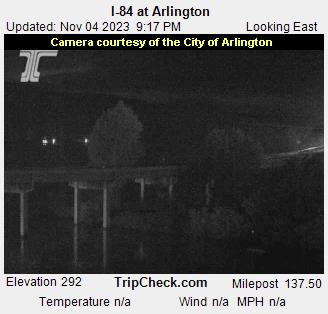 I-84 at Arlington
Updated: Nov 04 2023 9:17 PM Looking East
Camera courtesy of the City of Arlington
Elevation 292 TripCheck.com Milepost 137.50
Temperature n/a Wind n/a MPH n/a